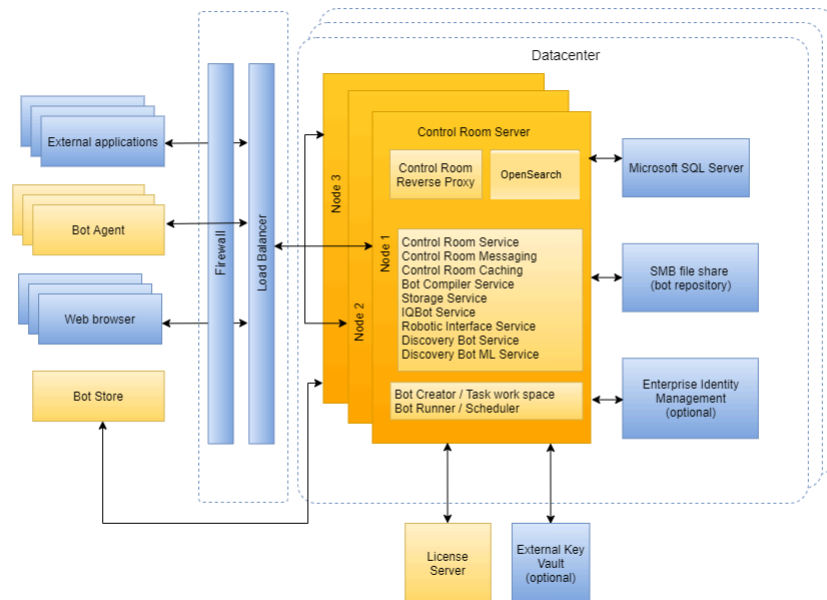 Datacenter
External applications
Bot Agent
Web browser
Bot Store
Firewall
Load Balancer
Node 3
Node 2
Node 1
Control Room Server
Control Room
Reverse Proxy
OpenSearch
Control Room Service
Control Room Messaging
Control Room Caching
Bot Compiler Service
Storage Service
IQBot Service
Robotic Interface Service
Discovery Bot Service
Discovery Bot ML Service
Bot Creator / Task work space
Bot Runner / Scheduler
Microsoft SQL Server
SMB file share
(bot repository)
Enterprise Identity
Management
(optional)
License
Server
External Key
Vault
(optional)